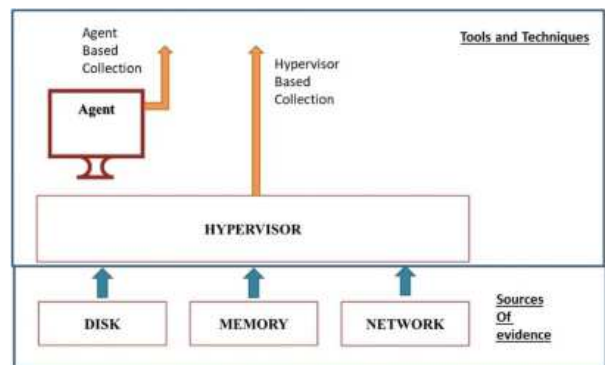 Agent
Based
Collection
Tools and Techniques
Hypervisor
Based
Collection
Agent
HYPERVISOR
DISK
MEMORY
NETWORK
Sources
Of
evidence